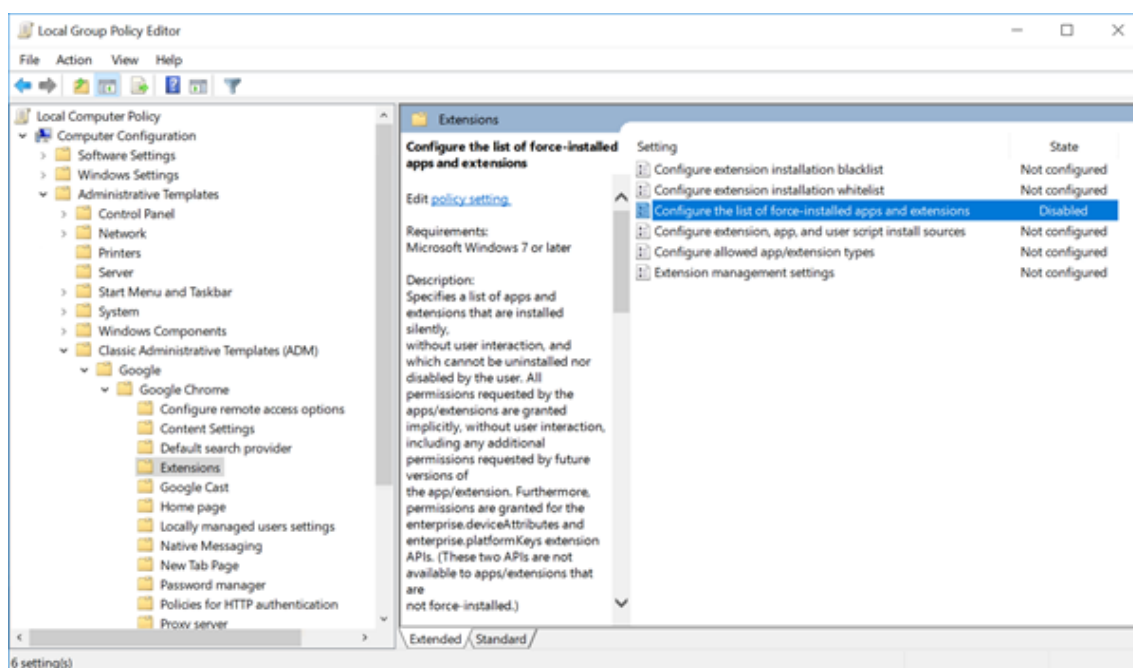 Local Group Policy Editor
File Action View Help
Local Computer Policy
Computer Configuration
Software Settings
Windows Settings
Administrative Templates
Control Panel
Network
Printers
Server
Start Menu and Taskbar
System
Windows Components
Classic Administrative Templates (ADM)
Google
Google Chrome
Configure remote access options
Content Settings
Default search provider
Extensions
Google Cast
Home page
Locally managed users settings
Native Messaging
New Tab Page
Password manager
Policies for HTTP authentication
Proxy server
Extensions
Configure the list of force-installed
apps and extensions
Edit policy setting
Requirements:
Microsoft Windows 7 or later
Description:
Specifies a list of apps and
extensions that are installed
silently,
without user interaction, and
which cannot be uninstalled nor
disabled by the user. All
permissions requested by the
apps/extensions are granted
implicitly, without user interaction,
including any additional
permissions requested by future
versions of
the app/extension. Furthermore,
permissions are granted for the
enterprise.deviceAttributes and
enterprise.platformKeys extension
APIs. (These two APIs are not
available to apps/extensions that
are
not force-installed.)
Setting State
Configure extension installation blacklist Not configured
Configure extension installation whitelist Not configured
Configure the list of force-installed apps and extensions Disabled
Configure extension, app, and user script install sources Not configured
Configure allowed app/extension types Not configured
Extension management settings Not configured
Extended Standard
6 setting(s)